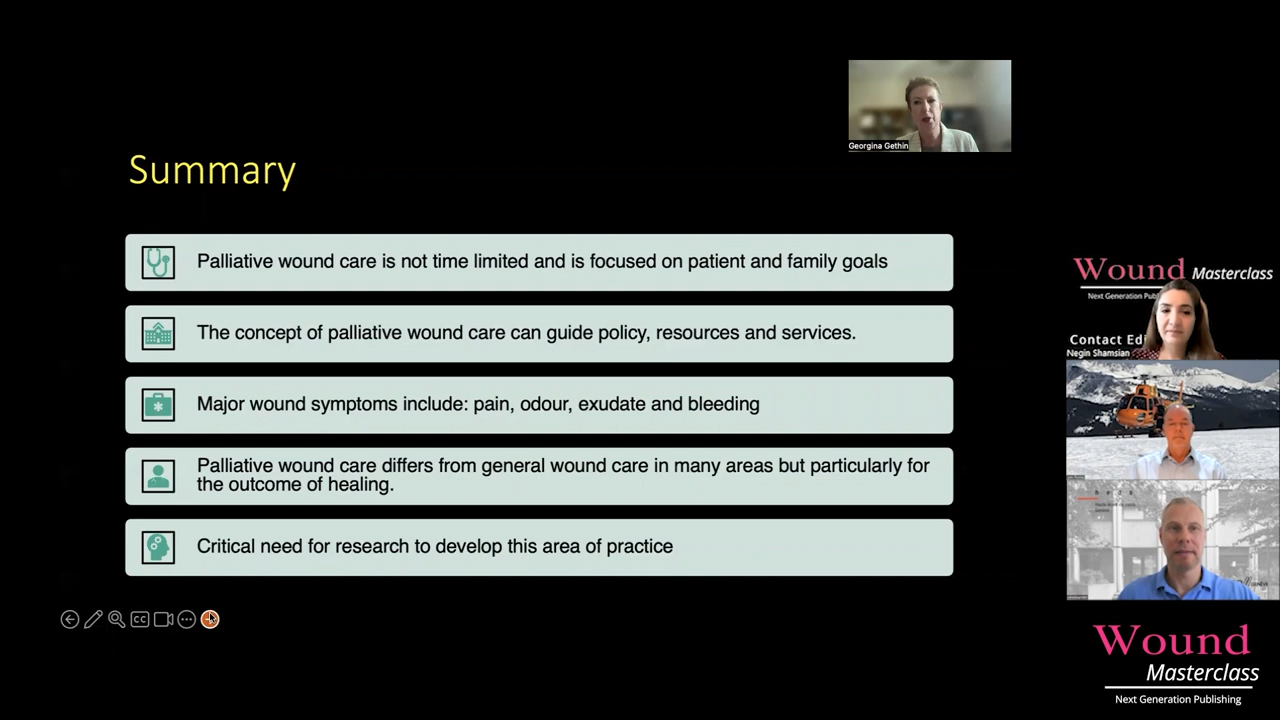 Georgina Gethin
Summary
Palliative wound care is not time limited and is focused on patient and family goals
The concept of palliative wound care can guide policy, resources and services.
Major wound symptoms include: pain, odour, exudate and bleeding
Palliative wound care differs from general wound care in many areas but particularly for
the outcome of healing.
Critical need for research to develop this area of practice
CC
Wound Masterclass
Next Generation
Contact
Negin Shamsian
Wound
Masterclass
Next Generation Publishing